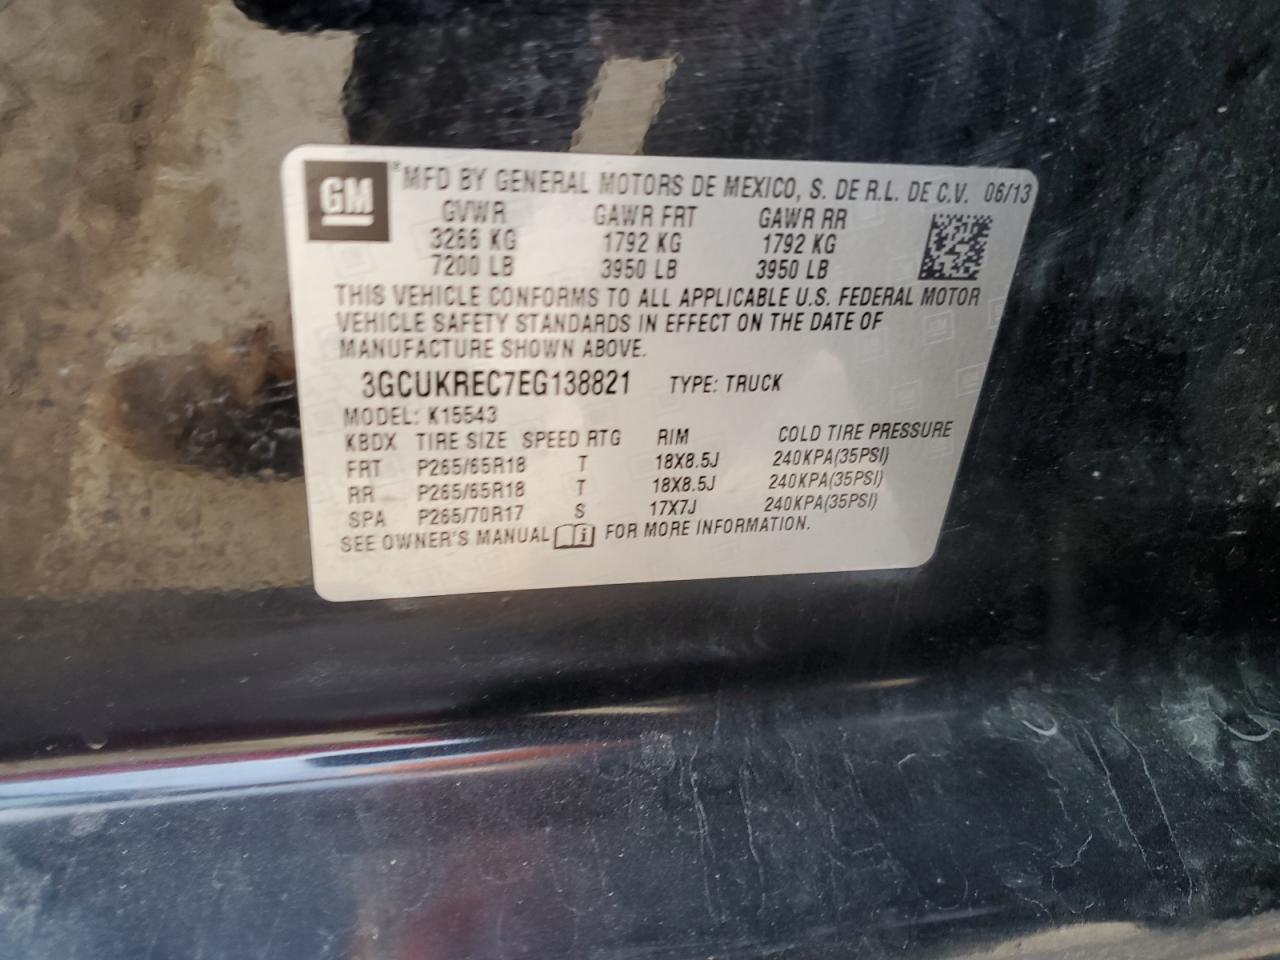 GM
*MFD BY GENERAL MOTORS DE MEXICO, S. DE R.L. DE C.V. 06/13
GVWR GAWR FRT GAWR RR
3266 KG 1792 KG 1792 KG
7200 LB 3950 LB 3950 LB
THIS VEHICLE CONFORMS TO ALL APPLICABLE U.S. FEDERAL MOTOR
VEHICLE SAFETY STANDARDS IN EFFECT ON THE DATE OF
MANUFACTURE SHOWN ABOVE.
3GCUKREC7EG138821 TYPE: TRUCK
MODEL: K15543
KBDX TIRE SIZE SPEED RTG RIM COLD TIRE PRESSURE
FRT P265/65R18 T 18X8.5J 240KPA(35PSI)
RR P265/65R18 T 18X8.5J 240KPA(35PSI)
SPA P265/70R17 S 17X7J 240KPA(35PSI)
SEE OWNER'S MANUAL i FOR MORE INFORMATION.